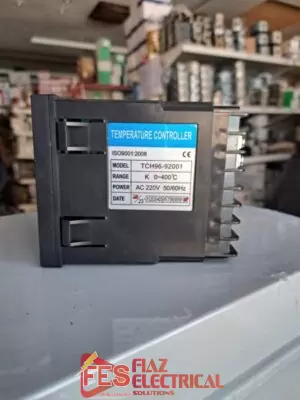 TEMPERATURE CONTROLLER
ISO9001:2008 CE
MODEL TCH96-92001
RANGE K 0~400℃
POWER AC 220V 50/60Hz
DATE
FES FIAZ
ELECTRICAL
SOLUTIONS